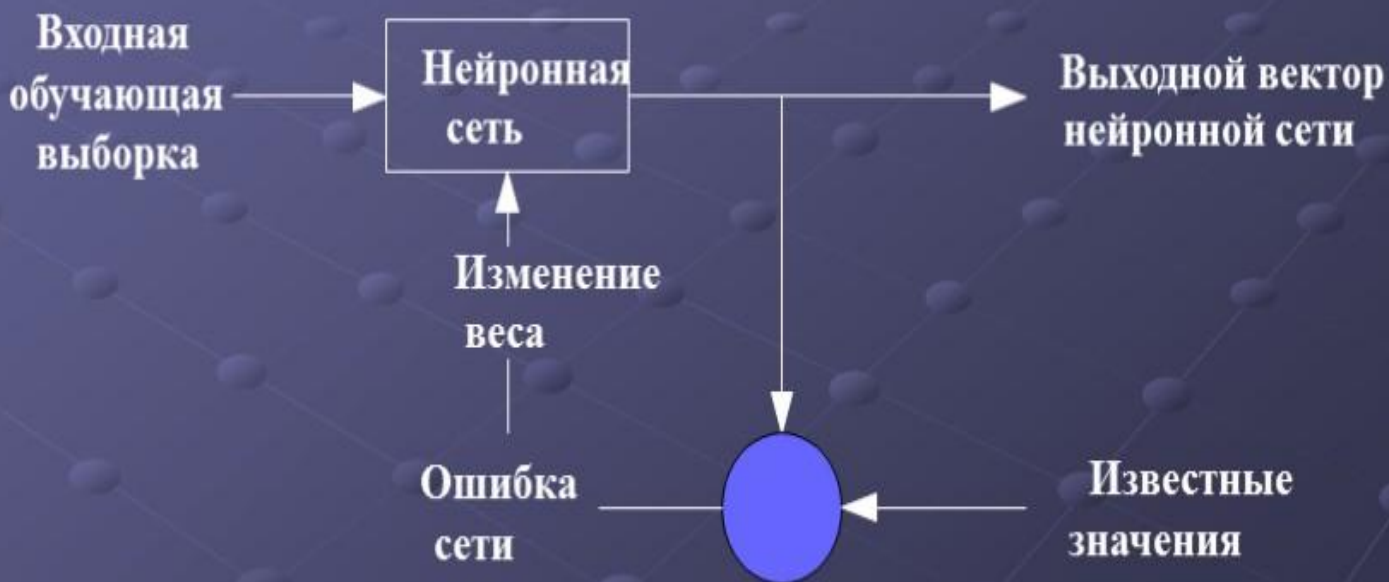 Входная
обучающая
выборка
Нейронная
сеть
Выходной вектор
нейронной сети
Изменение
веса
Ошибка
сети
Известные
значения